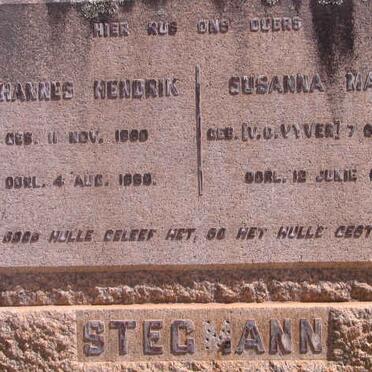 HIER RUS ONS OUERS
HANNES HENDRIK
GEB. 11 NOV. 1880
OORL. 4 AUG. 1960.
SUSANNA MA
GEB. [V.D. VYVER] 7
OORL. 12 JUNIE
SOOS HULLE GELEEF HET, SO HET HULLE GEST
STEGMANN